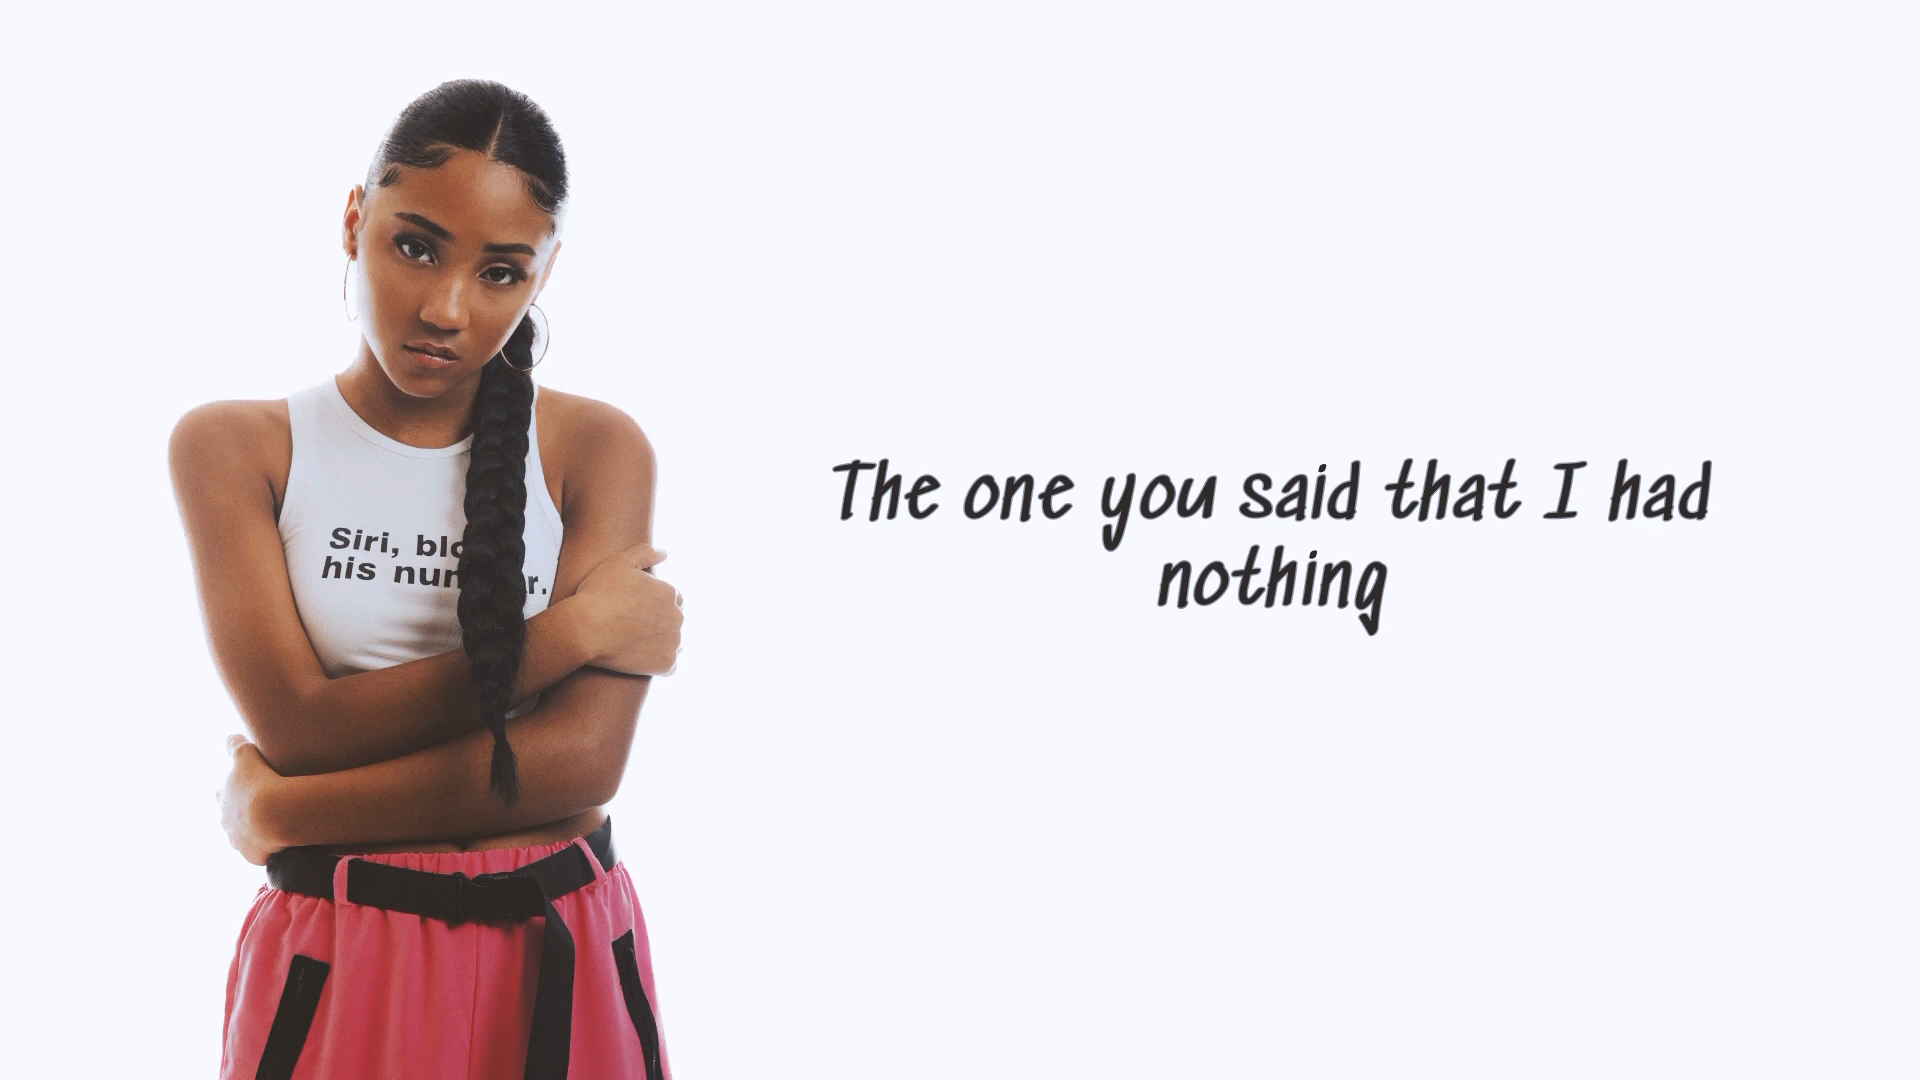 Siri,
his
The one you said that I had
nothing